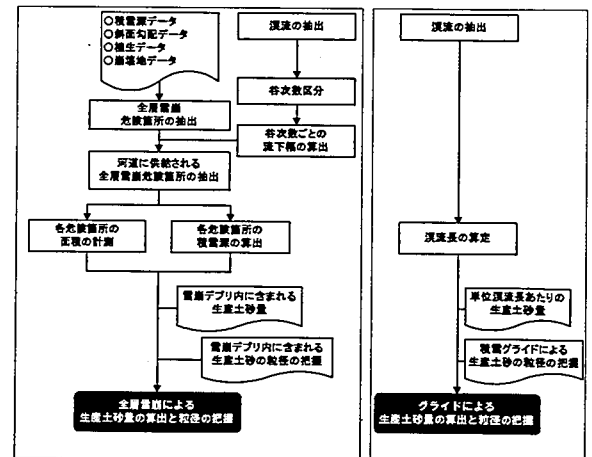 ○積雪源データ
○斜面勾配データ
○植生データ
○崩壊地データ
全層雪崩
危険箇所の抽出
渓流の抽出
谷次数区分
谷次数ごとの
流下幅の算出
河道に供給される
全層雪崩危険箇所の抽出
各危険箇所の
面積の計測
各危険箇所の
積雪源の算出
雪崩デブリ内に含まれる
生産土砂量
雪崩デブリ内に含まれる
生産土砂の粒径の把握
全層雪崩による
生産土砂量の算出と粒径の把握
渓流の抽出
渓流長の算定
単位渓流長あたりの
生産土砂量
積雪グライドによる
生産土砂の粒径の把握
グライドによる
生産土砂量の算出と粒径の把握